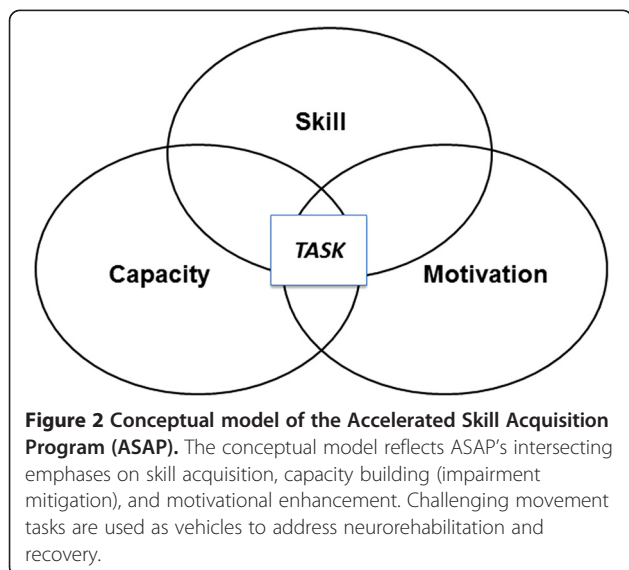 Skill
TASK
Capacity
Motivation
Figure 2 Conceptual model of the Accelerated Skill Acquisition
Program (ASAP). The conceptual model reflects ASAP's intersecting
emphases on skill acquisition, capacity building (impairment
mitigation), and motivational enhancement. Challenging movement
tasks are used as vehicles to address neurorehabilitation and
recovery.